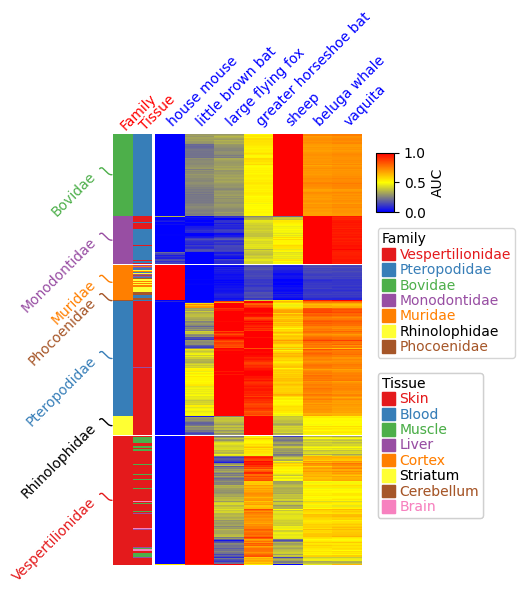 Family
Tissue
house mouse
little brown bat
large flying fox
greater horseshoe bat
sheep
beluga whale
vaquita
Bovidae
Monodontidae
Muridae
Phocoenidae
Pteropodidae
Rhinolophidae
Vespertilionidae
1.0
0.5
0.0
AUC
Family
Vespertilionidae
Pteropodidae
Bovidae
Monodontidae
Muridae
Rhinolophidae
Phocoenidae
Tissue
Skin
Blood
Muscle
Liver
Cortex
Striatum
Cerebellum
Brain